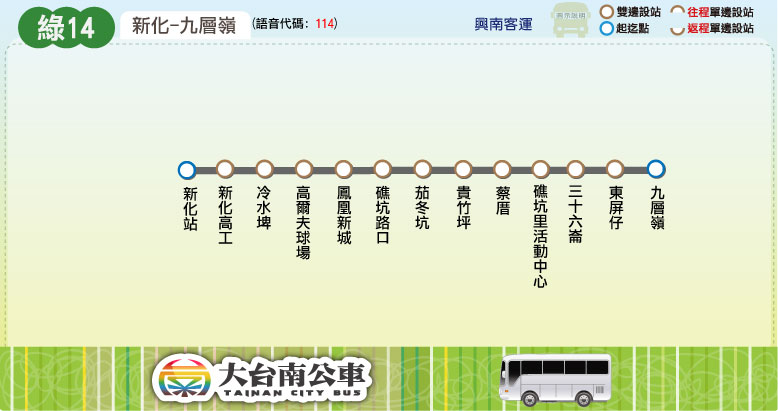 綠14
新化-九層嶺
(語音代碼: 114)
興南客運
圖示說明
雙邊設站
起迄點
往程單邊設站
返程單邊設站
新化站
新化高工
冷水埤
高爾夫球場
鳳凰新城
礁坑路口
茄冬坑
貴竹坪
蔡厝
礁坑里活動中心
三十六崙
東屏仔
九層嶺
大台南公車
TAINAN CITY BUS